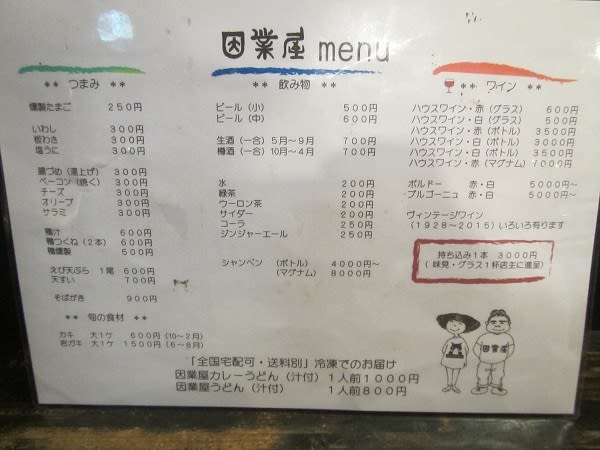 因業屋 menu
** つまみ **
燻製たまご 250円
いわし 300円
板わさ 300円
塩うに 300円
腸づめ（湯上げ） 300円
ベーコン（焼く） 300円
チーズ 300円
オリーブ 300円
サラミ 300円
鴨汁 600円
鴨つくね（2本） 600円
鴨燻製 500円
えび天ぷら 1尾 600円
天すい 700円
そばがき 900円
** 旬の食材
カキ 大1ケ 600円（10～2月）
岩ガキ 大1ケ 1500円（6～8月）
** 飲み物 **
ビール（小） 500円
ビール（中） 600円
生酒（一合）5月～9月 700円
樽酒（一合）10月～4月 700円
氷 200円
緑茶 200円
ウーロン茶 200円
サイダー 200円
コーラ 250円
ジンジャーエール 250円
シャンペン （ボトル） 4000円～
（マグナム） 8000円
** ワイン **
ハウスワイン・赤（グラス） 600円
ハウスワイン・白（グラス） 500円
ハウスワイン・赤（ボトル） 3500円
ハウスワイン・白（ボトル） 3000円
ハウスワイン・白（ボトル） 3500円
ハウスワイン・赤（マグナム）
ボルドー 赤・白 5000円～
ブルゴーニュ 赤・白 5000円～
ヴィンテージワイン
（1928～2015）いろいろ有ります
持ち込み1本 3000円
（味見・グラス1杯店主に進呈）
「全国宅配可・送料別」冷凍でのお届け
因業屋カレーうどん（汁付） 1人前1000円
因業屋うどん（汁付） 1人前800円
因業屋